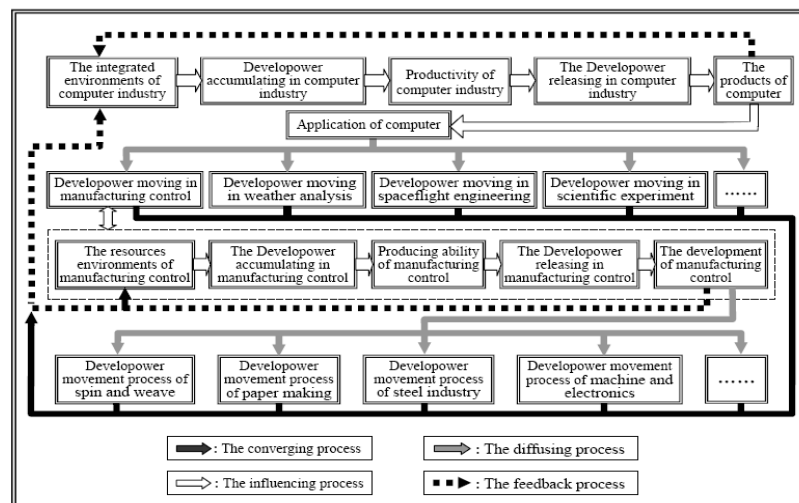 The integrated
environments of
computer industry
Developower
accumulating in computer
industry
Productivity of
computer industry
The Developower
releasing in computer
industry
The
products of
computer
Application of computer
Developower moving in
manufacturing control
Developower moving
in weather analysis
Developower moving in
spaceflight engineering
Developower moving in
scientific experiment
……
The resources
environments of
manufacturing control
The Developower
accumulating in
manufacturing control
Producing ability
of manufacturing
control
The Developower
releasing in
manufacturing control
The development
of manufacturing
control
Developower
movement process of
spin and weave
Developower
movement process
of paper making
Developower
movement process
of steel industry
Developower movement
process of machine and
electronics
……
: The converging process
: The diffusing process
: The influencing process
: The feedback process